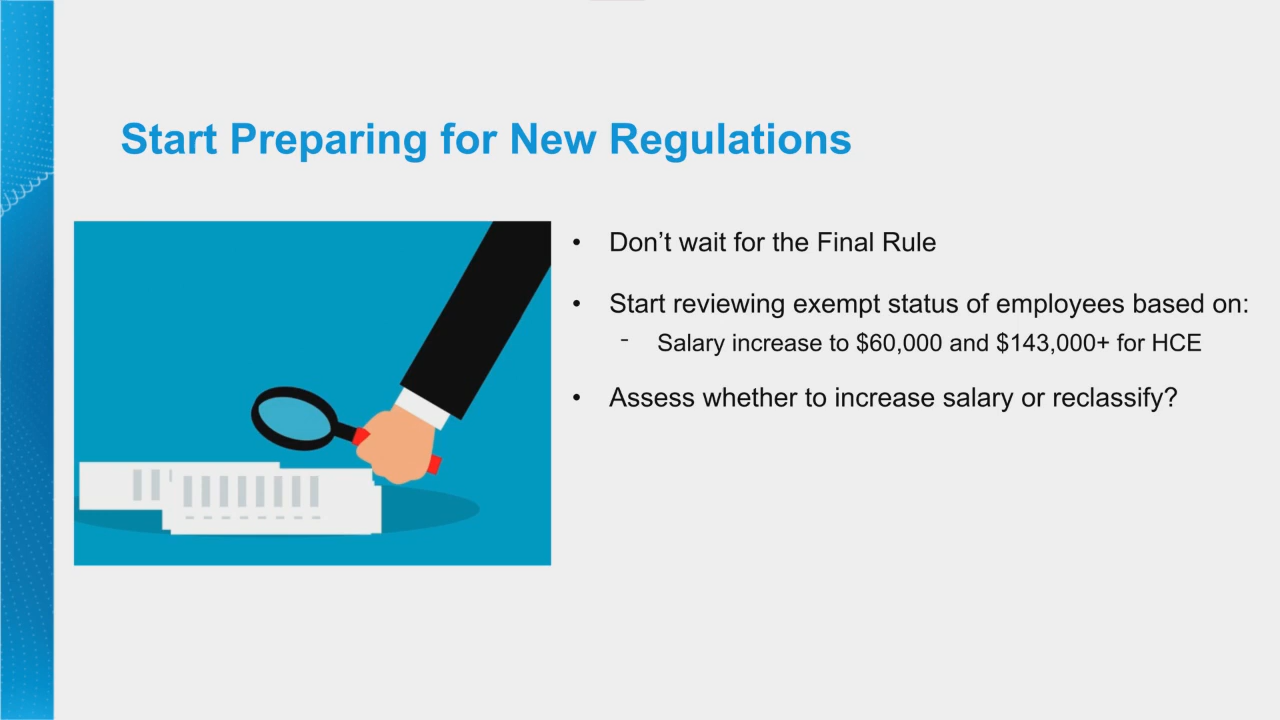 Start Preparing for New Regulations
• Don’t wait for the Final Rule
• Start reviewing exempt status of employees based on:
- Salary increase to $60,000 and $143,000+ for HCE
• Assess whether to increase salary or reclassify?